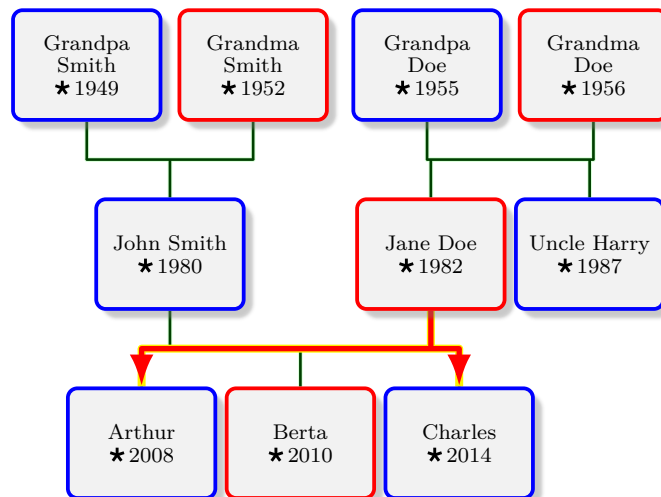 Grandpa
Smith
★ 1949
Grandma
Smith
★ 1952
Grandpa
Doe
★ 1955
Grandma
Doe
★ 1956
John Smith
★ 1980
Jane Doe
★ 1982
Uncle Harry
★ 1987
Arthur
★ 2008
Berta
★ 2010
Charles
★ 2014